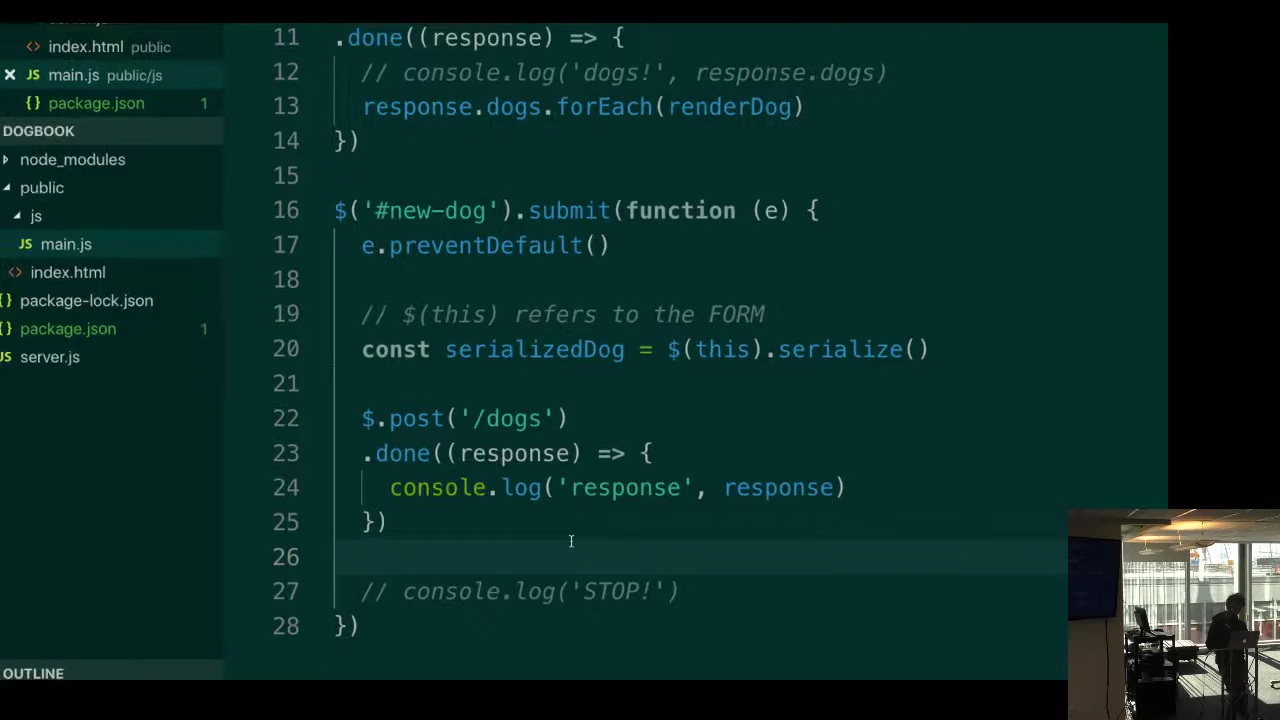 index.html public
JS main.js public/js
{} package.json 1
DOGBOOK
node_modules
public
js
JS main.js
index.html
package-lock.json
{} package.json 1
JS server.js
OUTLINE
11 .done((response) => {
12 // console.log('dogs!', response.dogs)
13 response.dogs.forEach(renderDog)
14 })
15
16 $('#new-dog').submit(function (e) {
17 e.preventDefault()
18
19 // $(this) refers to the FORM
20 const serializedDog = $(this).serialize()
21
22 $.post('/dogs')
23 .done((response) => {
24 console.log('response', response)
25 })
26
27 // console.log('STOP!')
28 })